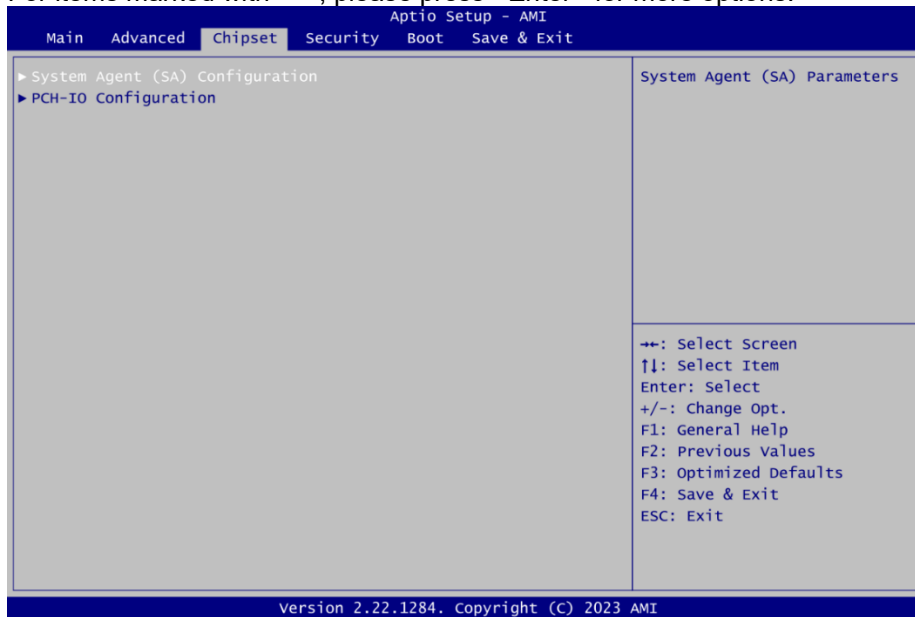 Aptio Setup - AMI
Main Advanced Chipset Security Boot Save & Exit
►System Agent (SA) Configuration
►PCH-IO Configuration
System Agent (SA) Parameters
→←: Select Screen
↑↓: Select Item
Enter: Select
+/-: Change Opt.
F1: General Help
F2: Previous Values
F3: Optimized Defaults
F4: Save & Exit
ESC: Exit
Version 2.22.1284. Copyright (C) 2023 AMI